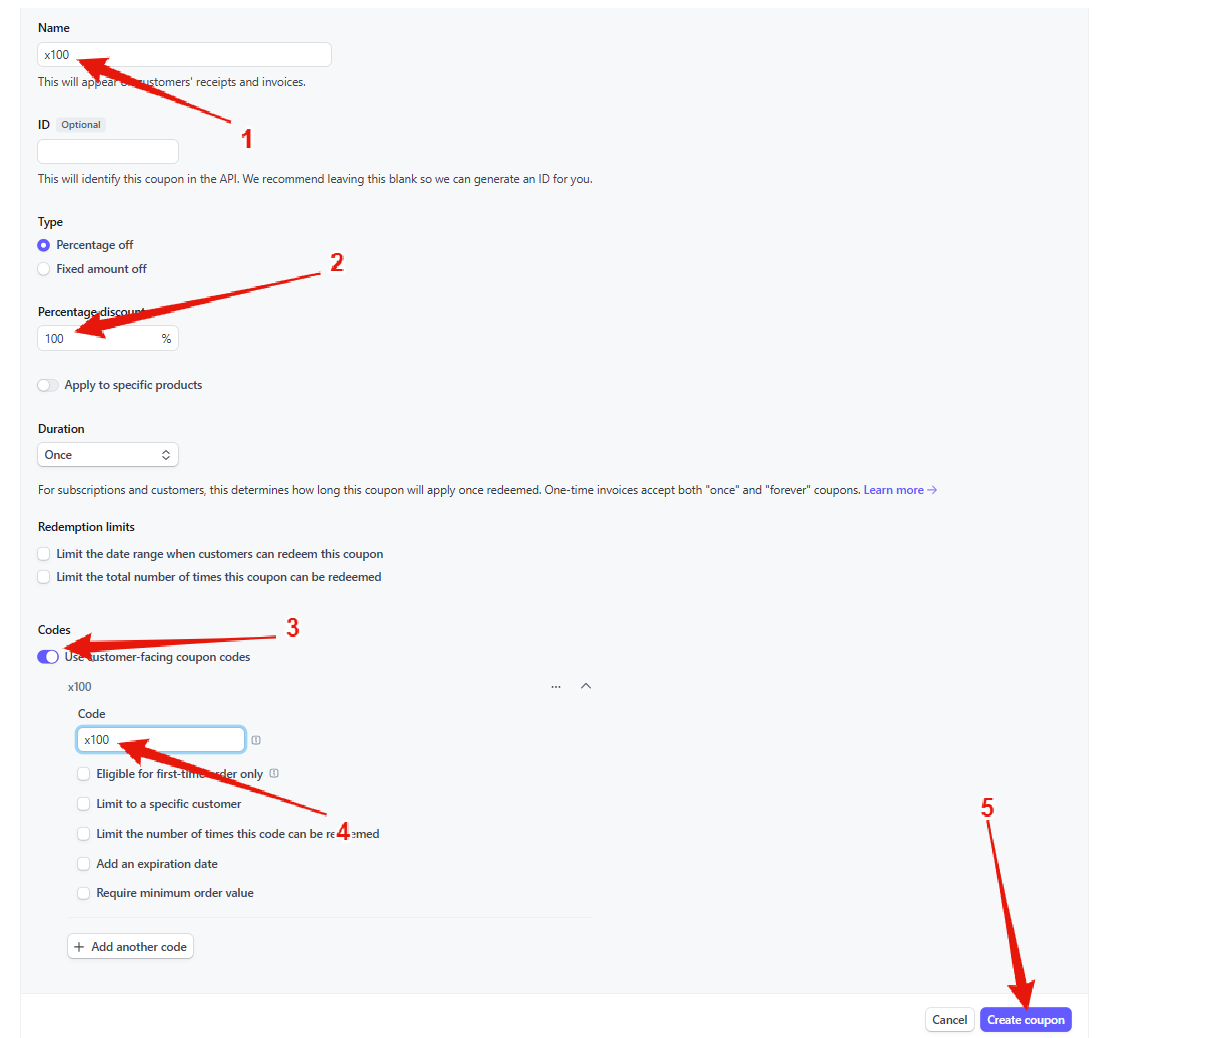 Name
x100
This will appear on customers' receipts and invoices.
1
ID Optional
This will identify this coupon in the API. We recommend leaving this blank so we can generate an ID for you.
Type
Percentage off
Fixed amount off
2
Percentage discount
100 %
Apply to specific products
Duration
Once
For subscriptions and customers, this determines how long this coupon will apply once redeemed. One-time invoices accept both "once" and "forever" coupons. Learn more →
Redemption limits
Limit the date range when customers can redeem this coupon
Limit the total number of times this coupon can be redeemed
Codes
3
Use customer-facing coupon codes
x100
Code
x100
Eligible for first-time order only
Limit to a specific customer
Limit the number of times this code can be redeemed
4
5
Add an expiration date
Require minimum order value
+ Add another code
Cancel
Create coupon